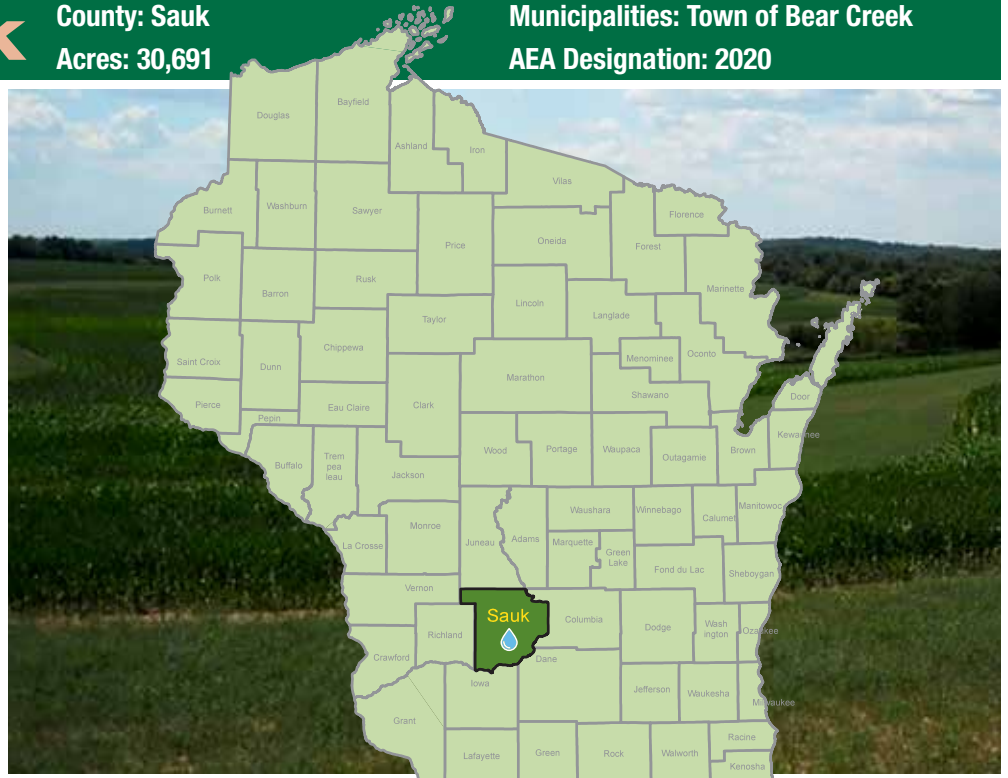 County: Sauk
Municipalities: Town of Bear Creek
Acres: 30,691
AEA Designation: 2020
Douglas
Bayfield
Ashland
Iron
Vilas
Burnett
Washburn
Sawyer
Price
Oneida
Forest
Florence
Polk
Barron
Rusk
Taylor
Lincoln
Langlade
Marinette
Saint Croix
Dunn
Chippewa
Clark
Marathon
Menominee
Oconto
Shawano
Pierce
Pepin
Eau Claire
Door
Buffalo
Trem
pea
leau
Jackson
Wood
Portage
Waupaca
Outagamie
Brown
Kewaunee
La Crosse
Monroe
Juneau
Adams
Waushara
Winnebago
Calumet
Manitowoc
Marquette
Green
Lake
Fond du Lac
Sheboygan
Vernon
Crawford
Richland
Sauk
Columbia
Dodge
Wash
ington
Ozaukee
Dane
Iowa
Jefferson
Waukesha
Milwaukee
Grant
Lafayette
Green
Rock
Walworth
Racine
Kenosha